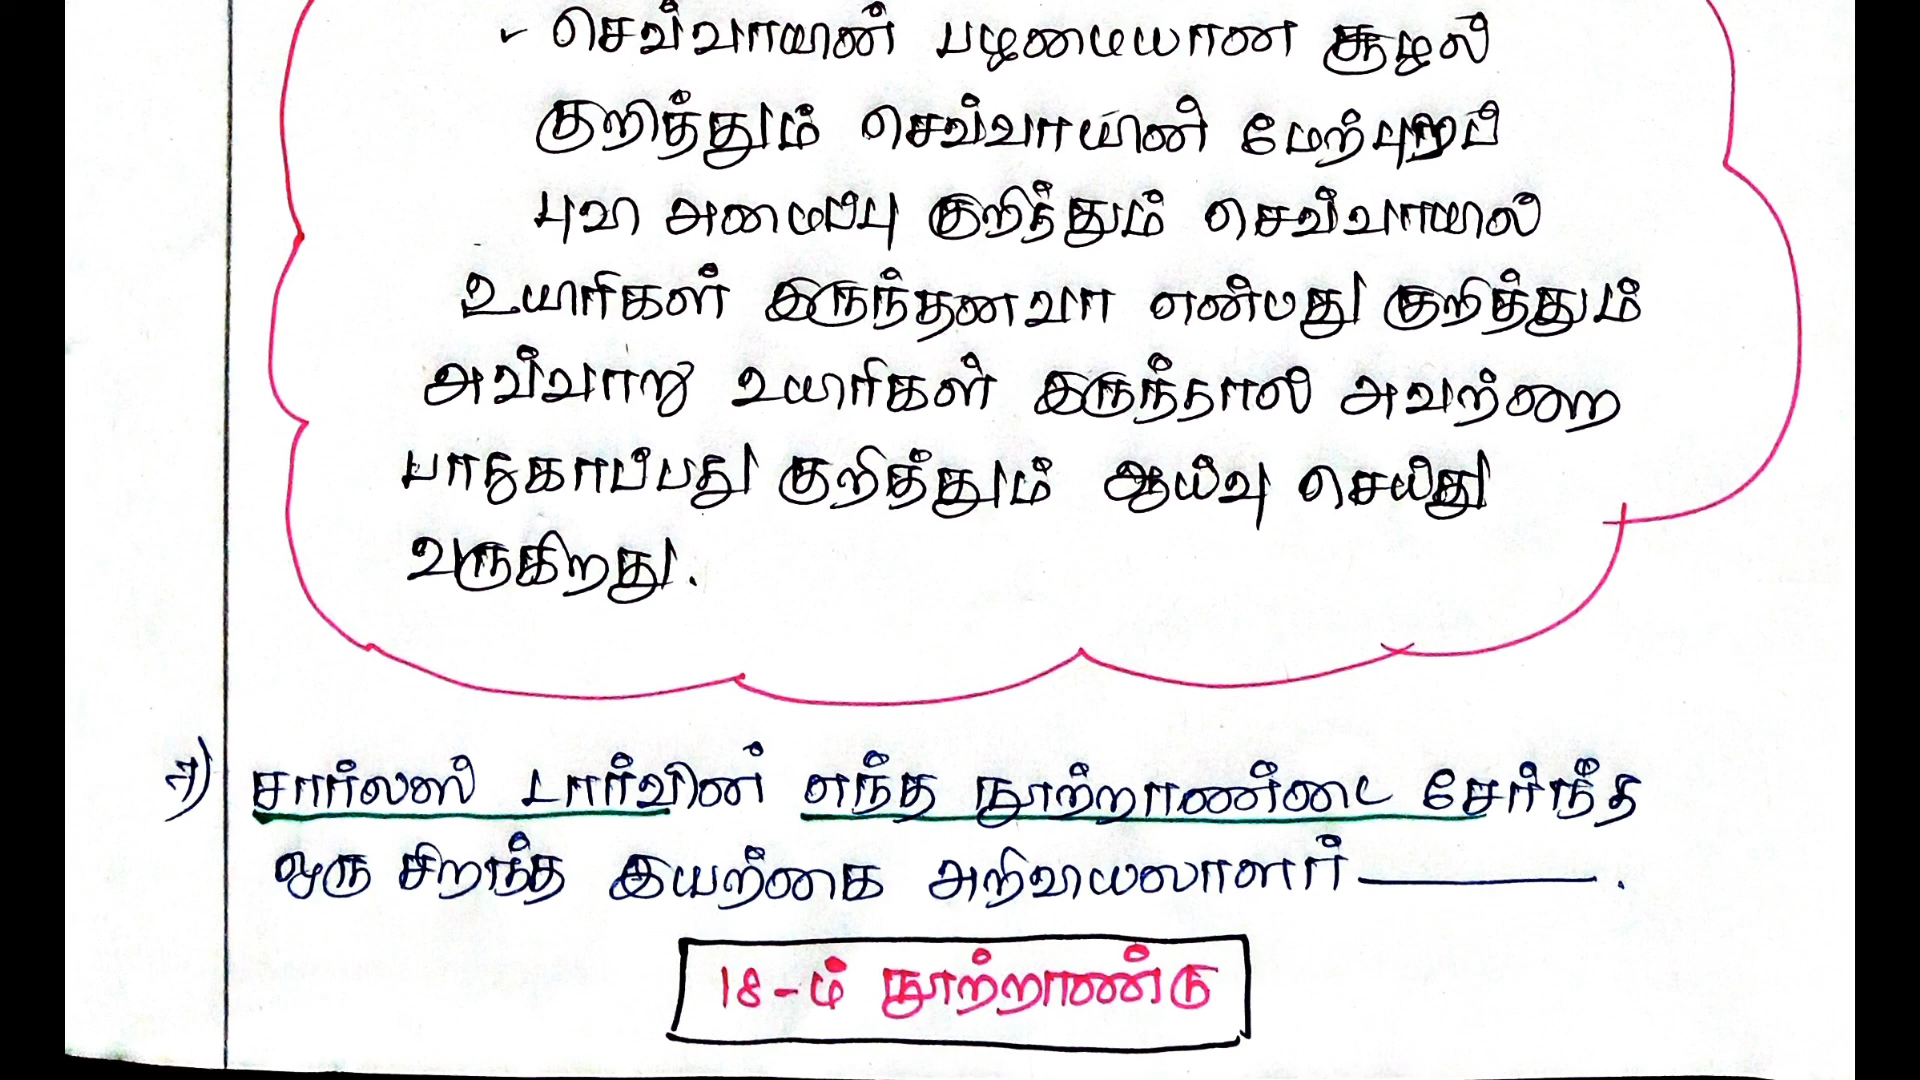 செவ்வாயின் பழமையான சூழல்
குறித்தும் செவ்வாயின் மேற்புறப்
புவி அமைப்பு குறித்தும் செவ்வாயில்
உயிரிகள் இருந்தனவா என்பது குறித்தும்
அவ்வாறு உயிரிகள் இருந்தால் அவற்றை
பாதுகாப்பது குறித்தும் ஆய்வு செய்து
வருகிறது.
7) சார்லஸ் டார்வின் எந்த நூற்றாண்டை சேர்ந்த
ஒரு சிறந்த இயற்கை அறிவியலாளர் ______ .
18-ம் நூற்றாண்டு